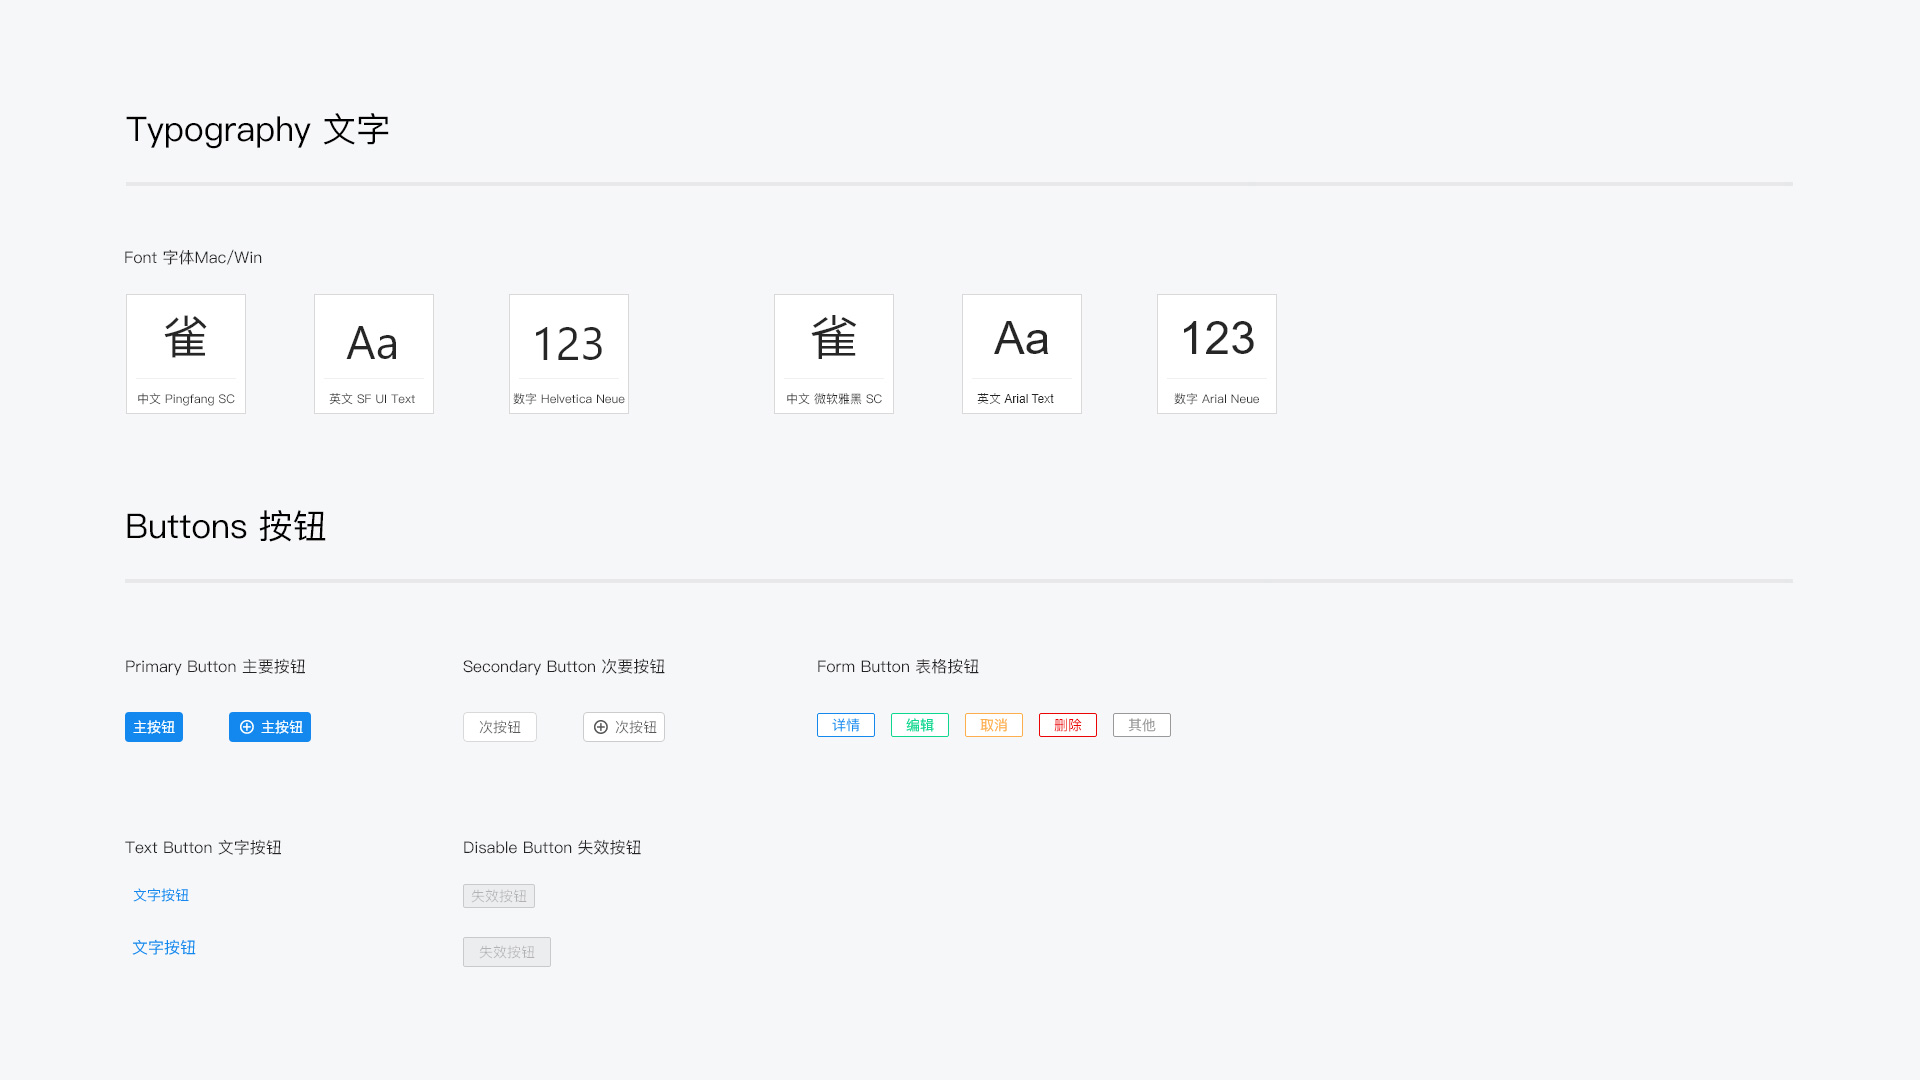 Typography 文字
Font 字体Mac/Win
雀
Aa
123
雀
Aa
123
中文 Pingfang SC
英文 SF UI Text
数字 Helvetica Neue
中文 微软雅黑 SC
英文 Arial Text
数字 Arial Neue
Buttons 按钮
Primary Button 主要按钮
Secondary Button 次要按钮
Form Button 表格按钮
主按钮
主按钮
次按钮
次按钮
详情
编辑
取消
删除
其他
Text Button 文字按钮
Disable Button 失效按钮
文字按钮
失效按钮
文字按钮
失效按钮